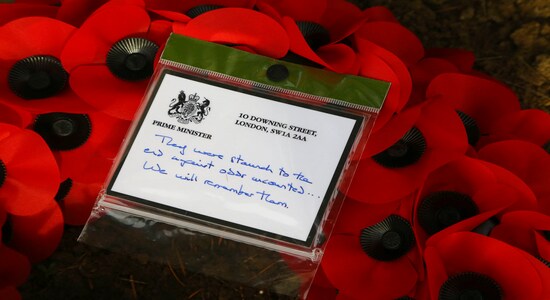 PRIME MINISTER
10 DOWNING STREET,
LONDON, SW1A 2AA
They were staunch to the
end against odds uncounted...
We will remember them.